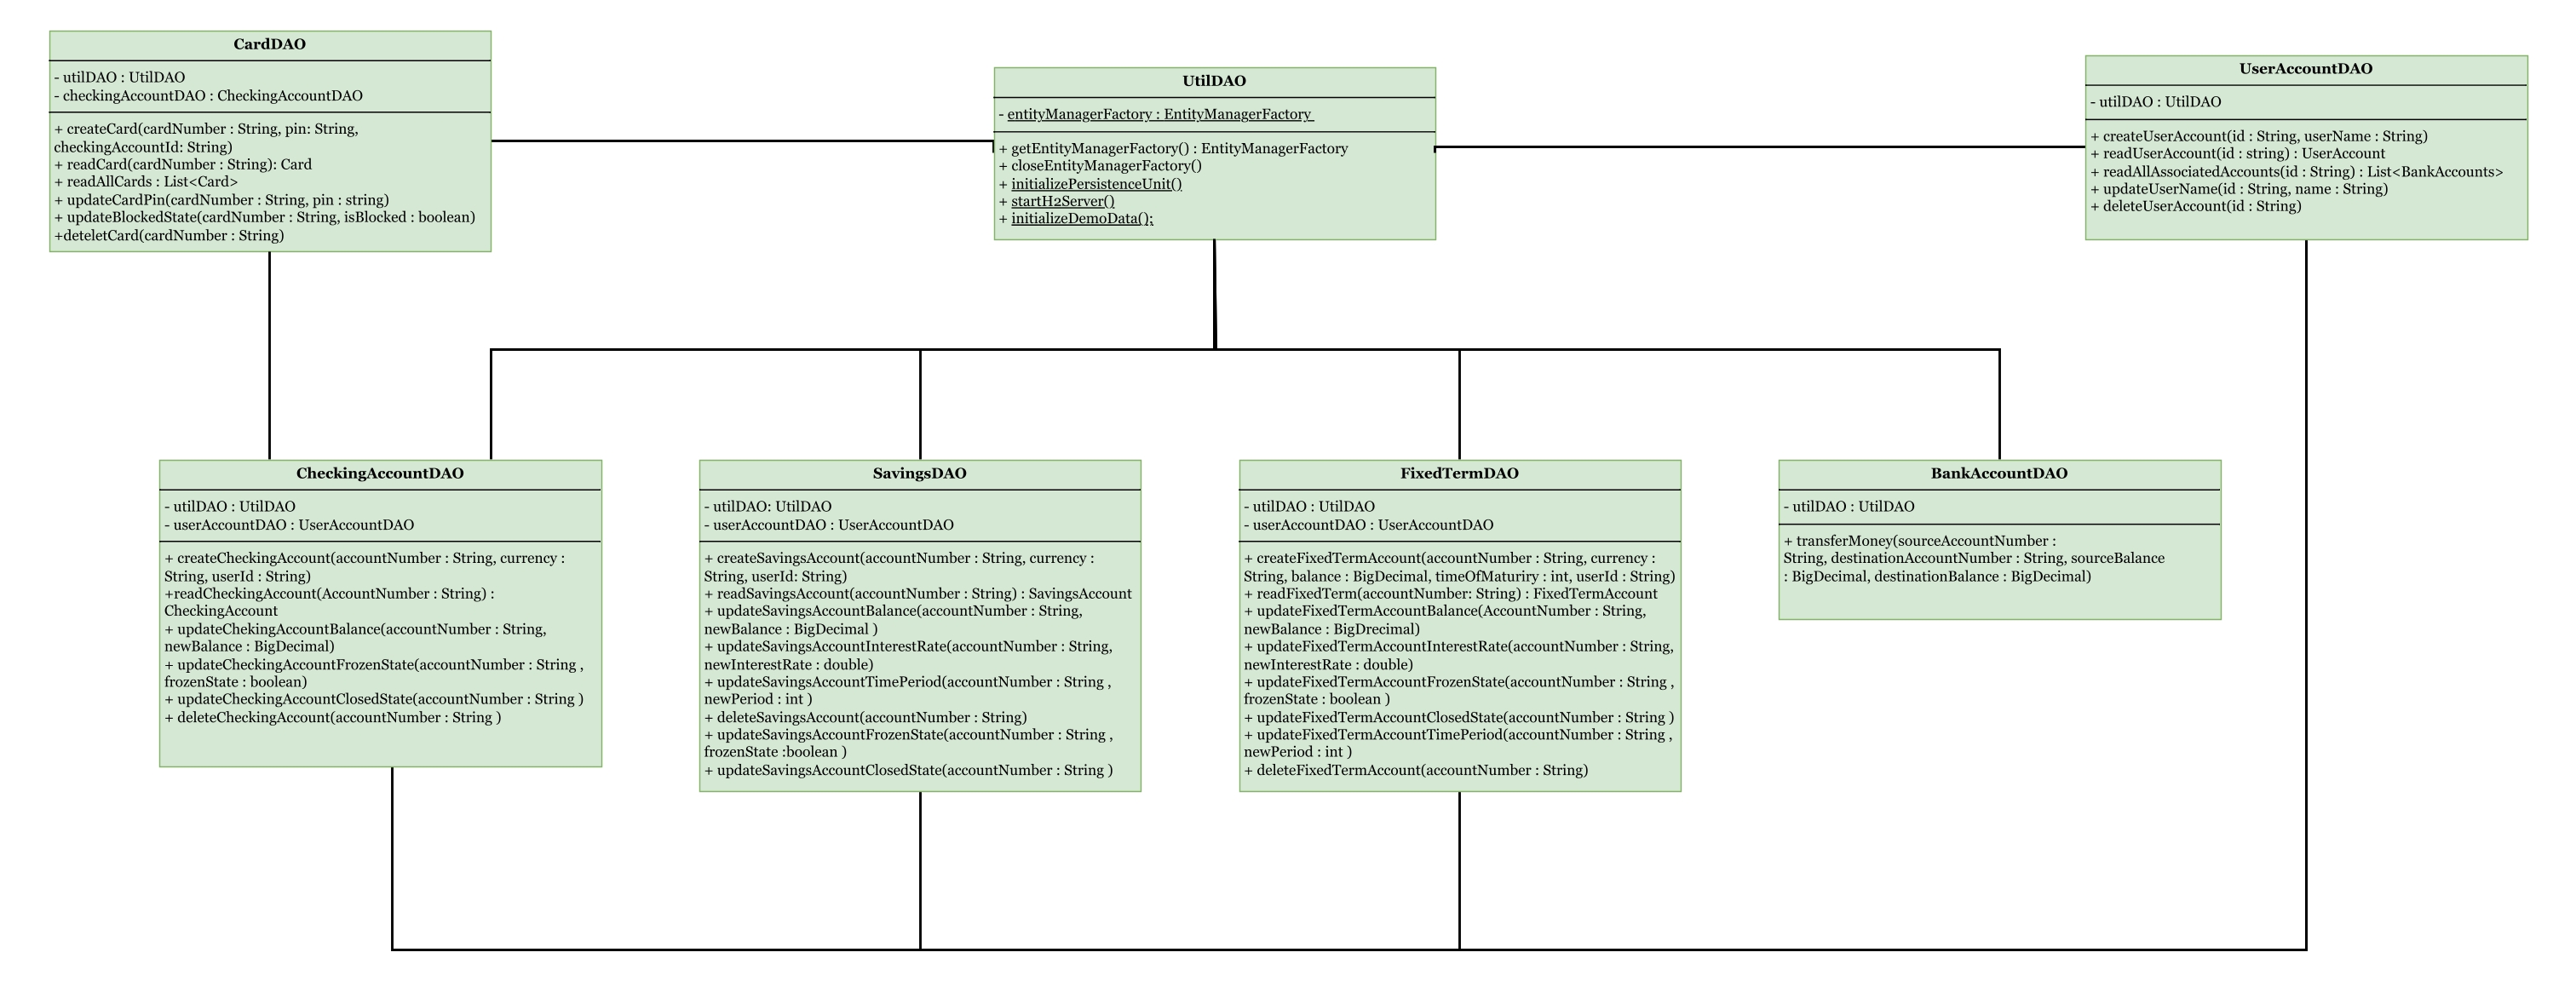 CardDAO
- utilDAO : UtilDAO
- checkingAccountDAO : CheckingAccountDAO
+ createCard(cardNumber : String, pin: String,
checkingAccountId: String)
+ readCard(cardNumber : String): Card
+ readAllCards : List<Card>
+ updateCardPin(cardNumber : String, pin : string)
+ updateBlockedState(cardNumber : String, isBlocked : boolean)
+deteletCard(cardNumber : String)
UtilDAO
- entityManagerFactory : EntityManagerFactory
+ getEntityManagerFactory() : EntityManagerFactory
+ closeEntityManagerFactory()
+ initializePersistenceUnit()
+ startH2Server()
+ initializeDemoData();
UserAccountDAO
- utilDAO : UtilDAO
+ createUserAccount(id : String, userName : String)
+ readUserAccount(id : string) : UserAccount
+ readAllAssociatedAccounts(id : String) : List<BankAccounts>
+ updateUserName(id : String, name : String)
+ deleteUserAccount(id : String)
CheckingAccountDAO
- utilDAO : UtilDAO
- userAccountDAO : UserAccountDAO
+ createCheckingAccount(accountNumber : String, currency :
String, userId : String)
+readCheckingAccount(AccountNumber : String) :
CheckingAccount
+ updateChekingAccountBalance(accountNumber : String,
newBalance : BigDecimal)
+ updateCheckingAccountFrozenState(accountNumber : String ,
frozenState : boolean)
+ updateCheckingAccountClosedState(accountNumber : String )
+ deleteCheckingAccount(accountNumber : String )
SavingsDAO
- utilDAO: UtilDAO
- userAccountDAO : UserAccountDAO
+ createSavingsAccount(accountNumber : String, currency :
String, userId: String)
+ readSavingsAccount(accountNumber : String) : SavingsAccount
+ updateSavingsAccountBalance(accountNumber : String,
newBalance : BigDecimal )
+ updateSavingsAccountInterestRate(accountNumber : String,
newInterestRate : double)
+ updateSavingsAccountTimePeriod(accountNumber : String ,
newPeriod : int )
+ deleteSavingsAccount(accountNumber : String)
+ updateSavingsAccountFrozenState(accountNumber : String ,
frozenState :boolean )
+ updateSavingsAccountClosedState(accountNumber : String )
FixedTermDAO
- utilDAO : UtilDAO
- userAccountDAO : UserAccountDAO
+ createFixedTermAccount(accountNumber : String, currency :
String, balance : BigDecimal, timeOfMaturiry : int, userId : String)
+ readFixedTerm(accountNumber: String) : FixedTermAccount
+ updateFixedTermAccountBalance(AccountNumber : String,
newBalance : BigDrecimal)
+ updateFixedTermAccountInterestRate(accountNumber : String,
newInterestRate : double)
+ updateFixedTermAccountFrozenState(accountNumber : String ,
frozenState : boolean )
+ updateFixedTermAccountClosedState(accountNumber : String )
+ updateFixedTermAccountTimePeriod(accountNumber : String ,
newPeriod : int )
+ deleteFixedTermAccount(accountNumber : String)
BankAccountDAO
- utilDAO : UtilDAO
+ transferMoney(sourceAccountNumber :
String, destinationAccountNumber : String, sourceBalance
: BigDecimal, destinationBalance : BigDecimal)